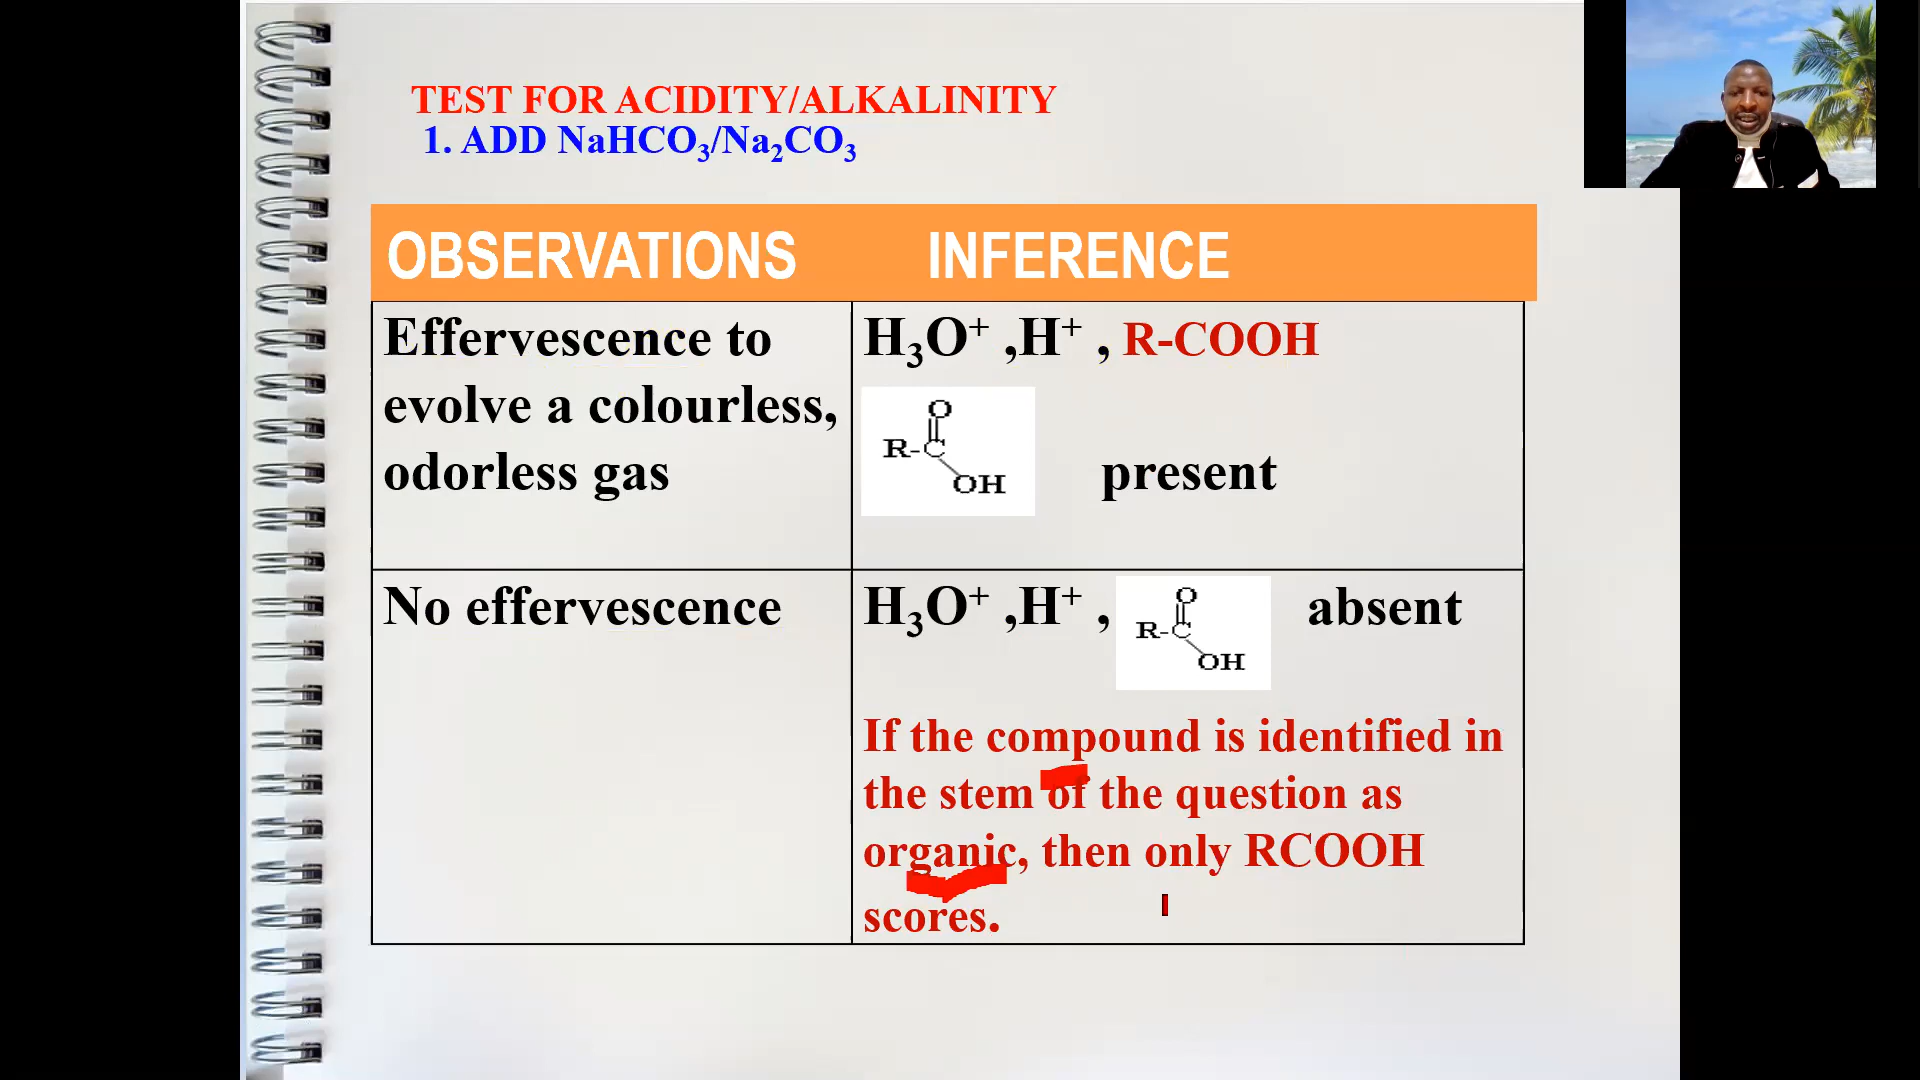 TEST FOR ACIDITY/ALKALINITY
1. ADD NaHCO₃/Na₂CO₃
OBSERVATIONS INFERENCE
Effervescence to
evolve a colourless,
odorless gas
H₃O⁺ ,H⁺ , R-COOH
O
R-C
OH
present
No effervescence
H₃O⁺ ,H⁺ ,
O
R-C
OH
absent
If the compound is identified in
the stem of the question as
organic, then only RCOOH
scores.